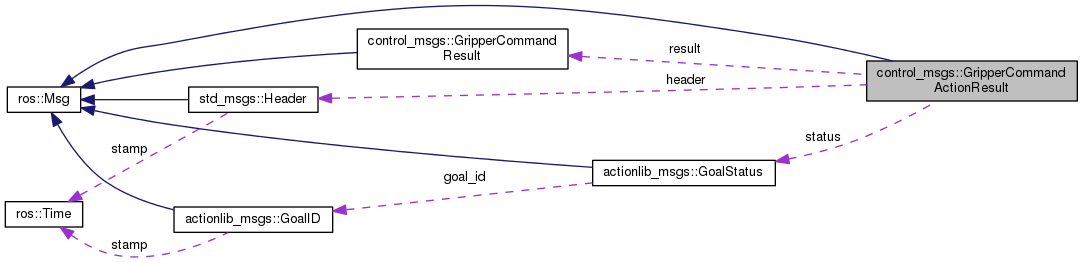 control_msgs::GripperCommand
Result
result
control_msgs::GripperCommand
ActionResult
header
ros::Msg
std_msgs::Header
status
stamp
actionlib_msgs::GoalStatus
goal_id
ros::Time
actionlib_msgs::GoalID
stamp